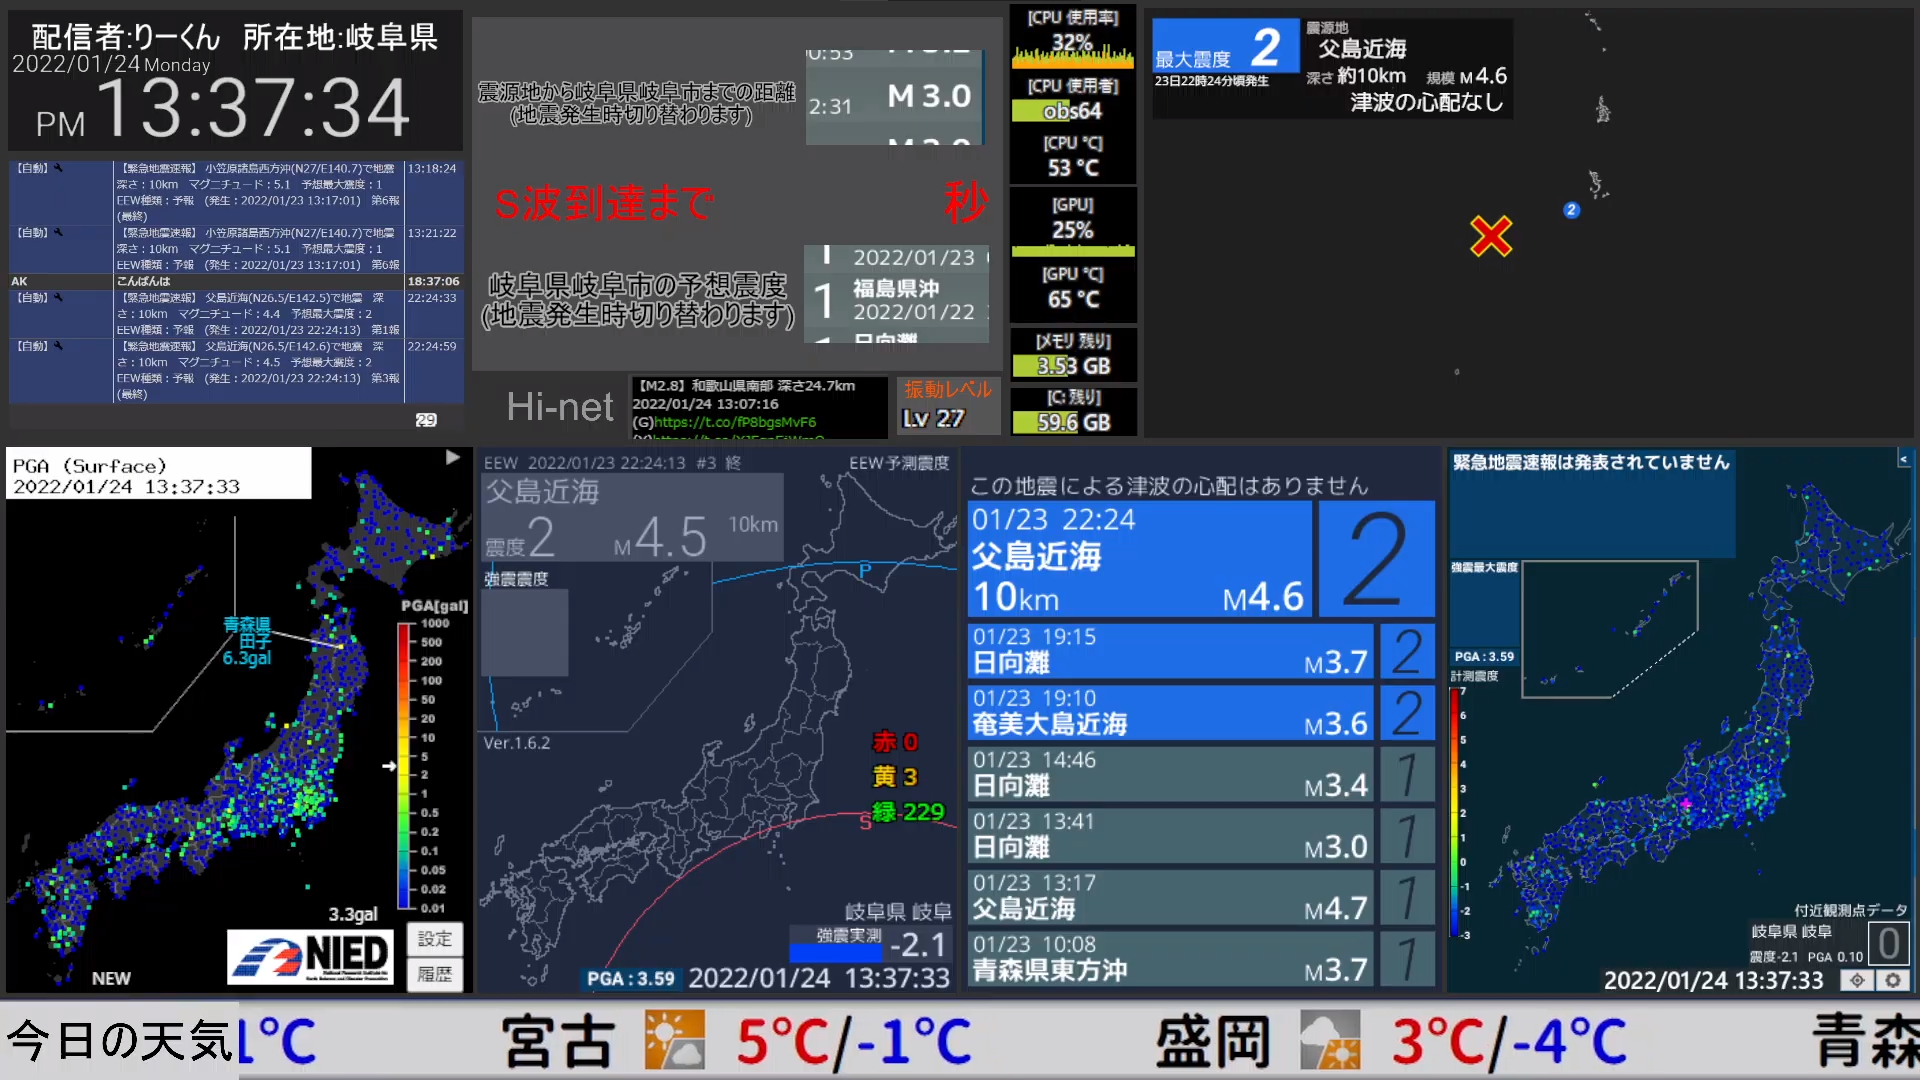 配信者:りーくん 所在地:岐阜県
2022/01/24 Monday
PM 13:37:34
【自動】 【緊急地震速報】 小笠原諸島西方沖(N27/E140.7)で地震 13:18:24
深さ：10km マグニチュード：5.1 予想最大震度：1
EEW種類：予報 (発生：2022/01/23 13:17:01) 第6報
(最終)
【自動】 【緊急地震速報】 小笠原諸島西方沖(N27/E140.7)で地震 13:21:22
深さ：10km マグニチュード：5.1 予想最大震度：1
EEW種類：予報 (発生：2022/01/23 13:17:01) 第6報
AK こんばんは 18:37:06
【自動】 【緊急地震速報】 父島近海(N26.5/E142.5)で地震 深 22:24:33
さ：10km マグニチュード：4.4 予想最大震度：2
EEW種類：予報 (発生：2022/01/23 22:24:13) 第1報
【自動】 【緊急地震速報】 父島近海(N26.5/E142.6)で地震 深 22:24:59
さ：10km マグニチュード：4.5 予想最大震度：2
EEW種類：予報 (発生：2022/01/23 22:24:13) 第3報
(最終)
29
震源地から岐阜県岐阜市までの距離
(地震発生時切り替わります)
0:53
2:31 M 3.0
S波到達まで 秒
岐阜県岐阜市の予想震度
(地震発生時切り替わります)
1 2022/01/23
1 福島県沖
2022/01/22
日向灘
Hi-net
【M2.8】和歌山県南部 深さ24.7km
2022/01/24 13:07:16
(G)https://t.co/fP8bgsMvF6
振動レベル
Lv 27
[CPU 使用率]
32%
[CPU 使用者]
obs64
[CPU ℃]
53 ℃
[GPU]
25%
[GPU ℃]
65 ℃
[メモリ 残り]
3.53 GB
[C: 残り]
59.6 GB
最大震度 2
23日22時24分頃発生
震源地
父島近海
深さ 約10km 規模 M 4.6
津波の心配なし
2
PGA (Surface)
2022/01/24 13:37:33
青森県
田子
6.3gal
PGA[gal]
1000
500
200
100
50
20
10
5
2
1
0.5
0.2
0.1
0.05
0.02
0.01
3.3gal
NEW
NIED
設定
履歴
EEW 2022/01/23 22:24:13 #3 終
EEW予測震度
父島近海
震度2 M4.5 10km
強震震度
P
Ver.1.6.2
赤 0
黄 3
緑 229
S
岐阜県 岐阜
強震実測 -2.1
PGA : 3.59 2022/01/24 13:37:33
この地震による津波の心配はありません
01/23 22:24
父島近海
10km M4.6
2
01/23 19:15
日向灘 M3.7 2
01/23 19:10
奄美大島近海 M3.6 2
01/23 14:46
日向灘 M3.4 1
01/23 13:41
日向灘 M3.0 1
01/23 13:17
父島近海 M4.7 1
01/23 10:08
青森県東方沖 M3.7 1
緊急地震速報は発表されていません
<
強震最大震度
PGA : 3.59
計測震度
7
6
5
4
3
2
1
0
-1
-2
-3
付近観測点データ
岐阜県 岐阜
震度-2.1 PGA 0.10
0
2022/01/24 13:37:33
今日の天気 1℃ 宮古 5℃/-1℃ 盛岡 3℃/-4℃ 青森